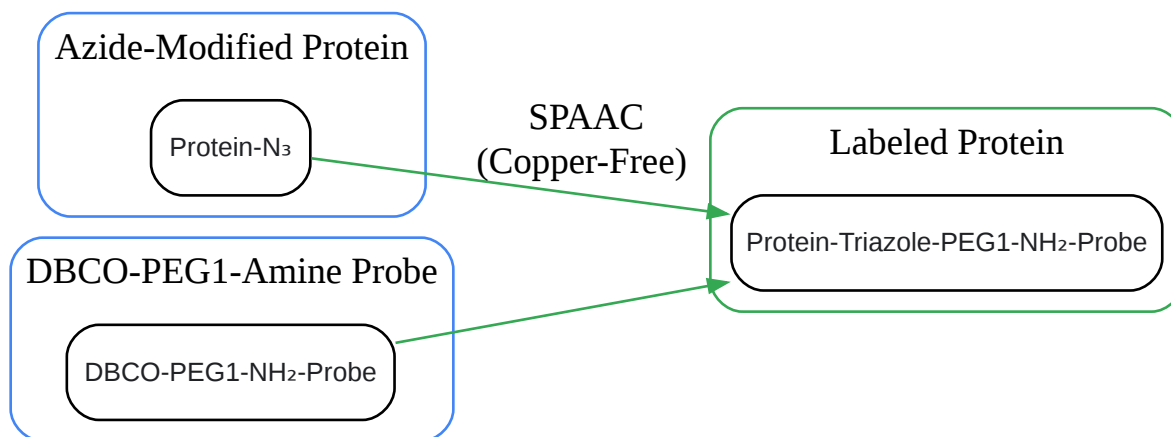 Azide-Modified Protein
Protein-N₃
SPAAC
(Copper-Free)
Labeled Protein
Protein-Triazole-PEG1-NH₂-Probe
DBCO-PEG1-Amine Probe
DBCO-PEG1-NH₂-Probe